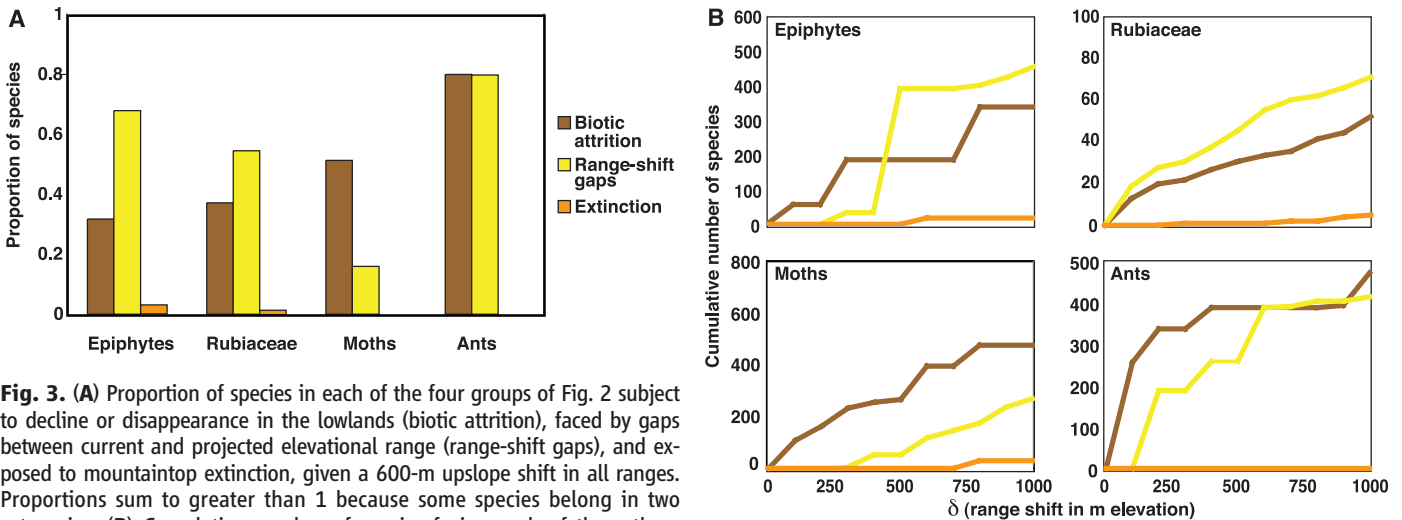 A
1
0.8
0.6
0.4
0.2
0
Proportion of species
Epiphytes Rubiaceae Moths Ants
Biotic
attrition
Range-shift
gaps
Extinction
Fig. 3. (A) Proportion of species in each of the four groups of Fig. 2 subject
to decline or disappearance in the lowlands (biotic attrition), faced by gaps
between current and projected elevational range (range-shift gaps), and ex-
posed to mountaintop extinction, given a 600-m upslope shift in all ranges.
Proportions sum to greater than 1 because some species belong in two
B
Cumulative number of species
Epiphytes
600
500
400
300
200
100
0
Rubiaceae
100
80
60
40
20
0
Moths
800
600
400
200
0
0 250 500 750 1000
Ants
500
400
300
200
100
0
0 250 500 750 1000
δ (range shift in m elevation)